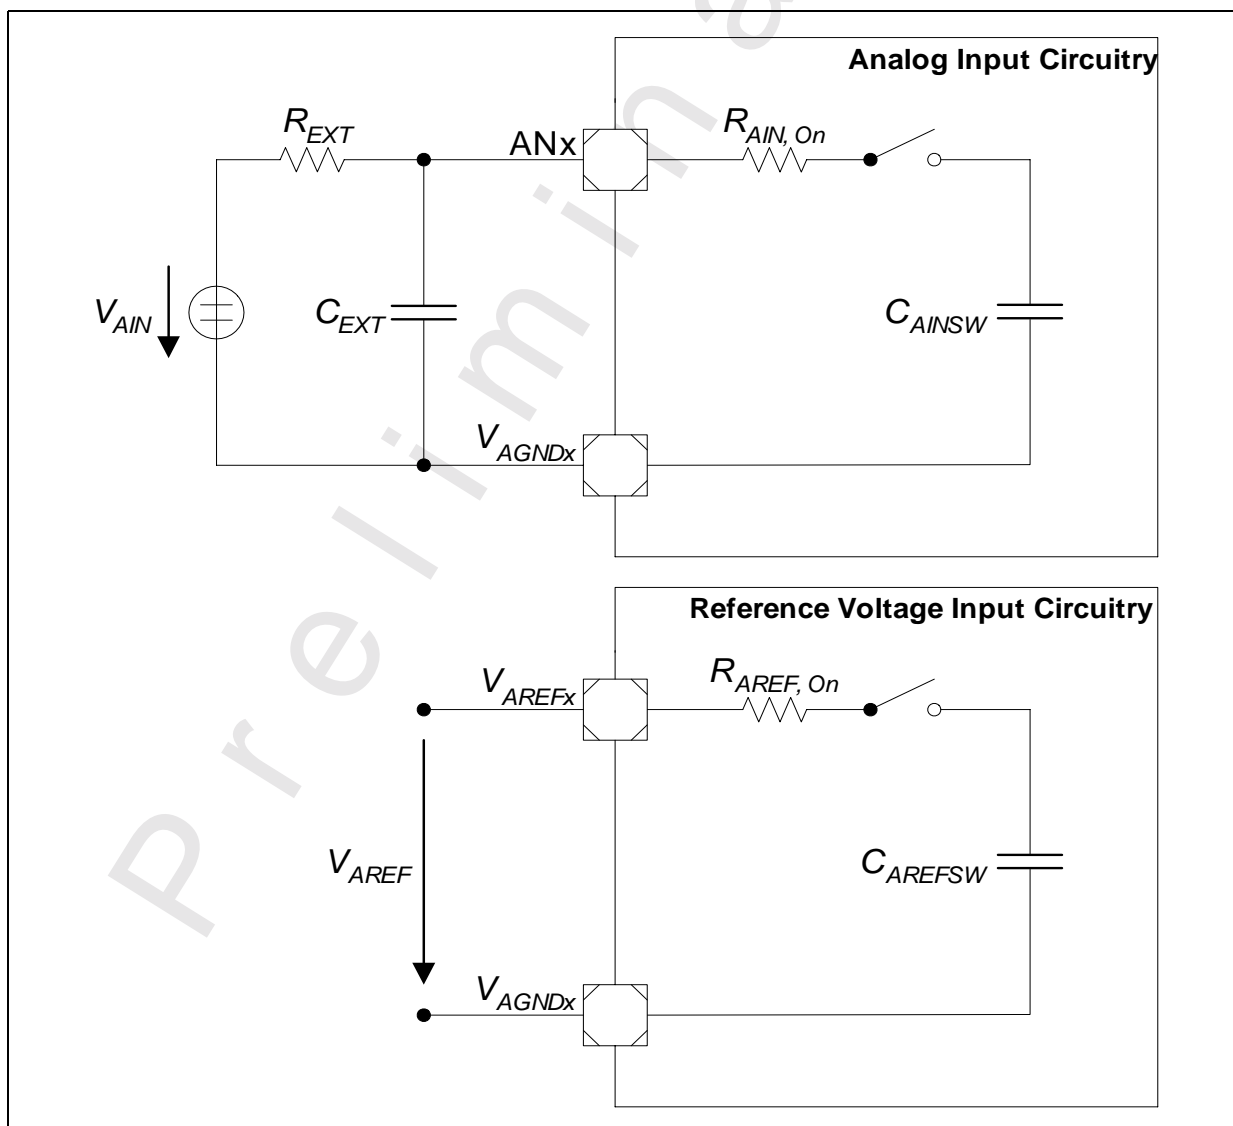 Analog Input Circuitry
R_EXT
ANx
R_AIN, On
V_AIN
C_EXT
C_AINSW
V_AGNDx
Reference Voltage Input Circuitry
V_AREFx
R_AREF, On
V_AREF
C_AREFSW
V_AGNDx
Prelimina